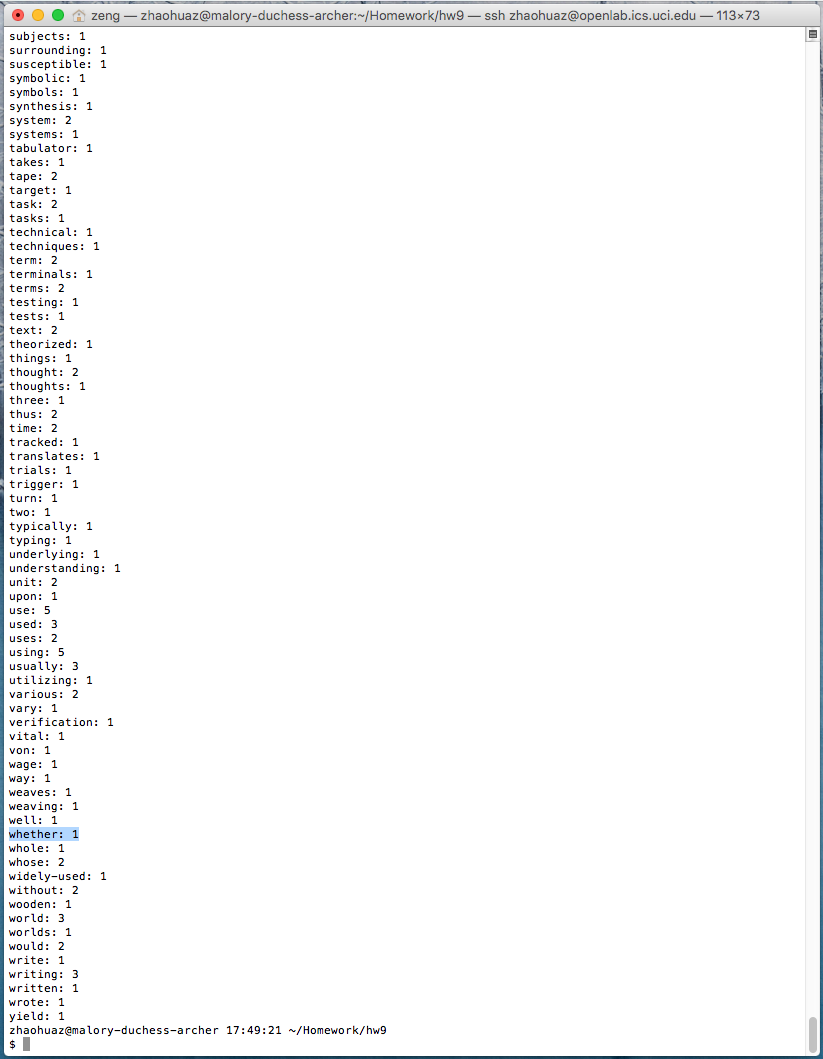 zeng — zhaohuaz@malory-duchess-archer:~/Homework/hw9 — ssh zhaohuaz@openlab.ics.uci.edu — 113×73
subjects: 1
surrounding: 1
susceptible: 1
symbolic: 1
symbols: 1
synthesis: 1
system: 2
systems: 1
tabulator: 1
takes: 1
tape: 2
target: 1
task: 2
tasks: 1
technical: 1
techniques: 1
term: 2
terminals: 1
terms: 2
testing: 1
tests: 1
text: 2
theorized: 1
things: 1
thought: 2
thoughts: 1
three: 1
thus: 2
time: 2
tracked: 1
translates: 1
trials: 1
trigger: 1
turn: 1
two: 1
typically: 1
typing: 1
underlying: 1
understanding: 1
unit: 2
upon: 1
use: 5
used: 3
uses: 2
using: 5
usually: 3
utilizing: 1
various: 2
vary: 1
verification: 1
vital: 1
von: 1
wage: 1
way: 1
weaves: 1
weaving: 1
well: 1
whether: 1
whole: 1
whose: 2
widely-used: 1
without: 2
wooden: 1
world: 3
worlds: 1
would: 2
write: 1
writing: 3
written: 1
wrote: 1
yield: 1
zhaohuaz@malory-duchess-archer 17:49:21 ~/Homework/hw9
$